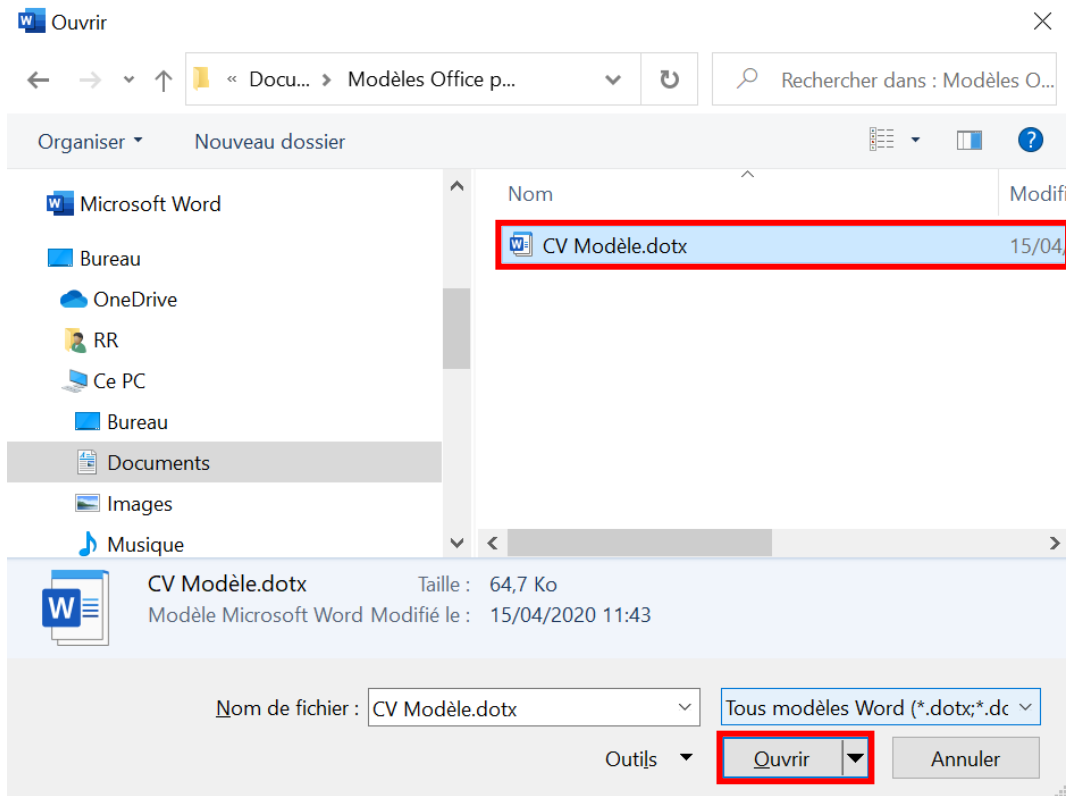 Ouvrir
« Docu... > Modèles Office p...
Rechercher dans : Modèles O...
Organiser
Nouveau dossier
?
Nom
Modifi
Microsoft Word
CV Modèle.dotx
15/04/
Bureau
OneDrive
RR
Ce PC
Bureau
Documents
Images
Musique
CV Modèle.dotx
Taille : 64,7 Ko
Modèle Microsoft Word Modifié le : 15/04/2020 11:43
Nom de fichier : CV Modèle.dotx
Tous modèles Word (*.dotx;*.dc
Outils
Ouvrir
Annuler